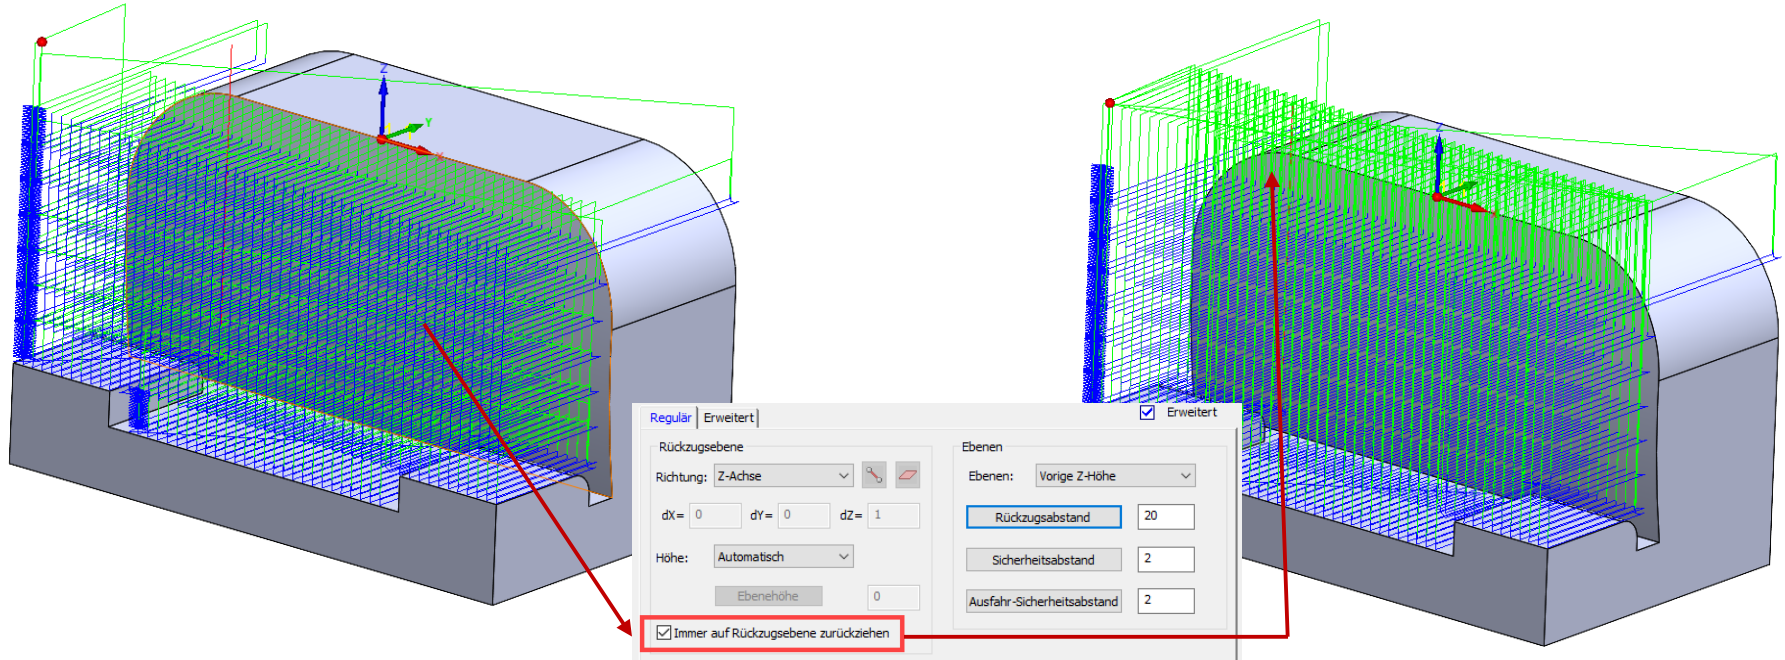 Z
Y
X
Z
Regulär
Erweitert
Erweitert
Rückzugsebene
Richtung: Z-Achse
dX= 0 dY= 0 dZ= 1
Höhe: Automatisch
Ebenehöhe 0
Immer auf Rückzugsebene zurückziehen
Ebenen
Ebenen: Vorige Z-Höhe
Rückzugsabstand 20
Sicherheitsabstand 2
Ausfahr-Sicherheitsabstand 2